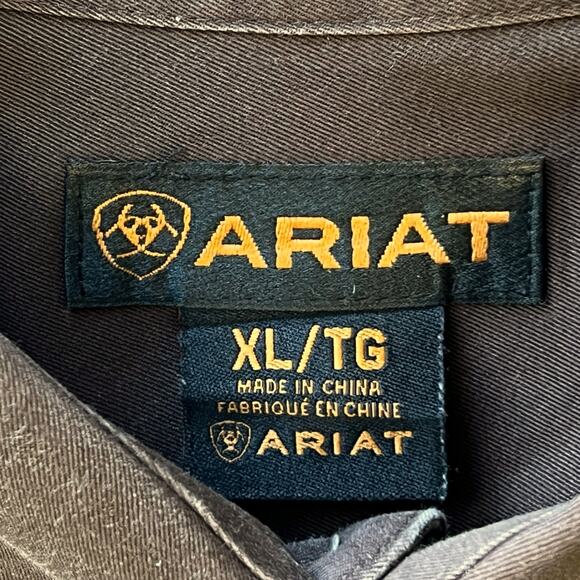 ARIAT
XL/TG
MADE IN CHINA
FABRIQUÉ EN CHINE
ARIAT